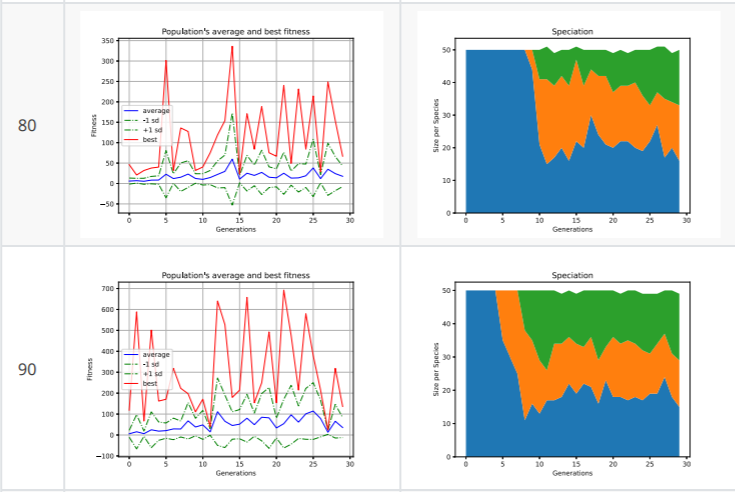 80
Population's average and best fitness
Fitness
350
300
250
200
150
100
50
0
−50
average
-1 sd
+1 sd
best
0 5 10 15 20 25 30
Generations
Speciation
Size per Species
50
40
30
20
10
0
0 5 10 15 20 25 30
Generations
90
Population's average and best fitness
Fitness
700
600
500
400
300
200
100
0
−100
average
-1 sd
+1 sd
best
0 5 10 15 20 25 30
Generations
Speciation
Size per Species
50
40
30
20
10
0
0 5 10 15 20 25 30
Generations